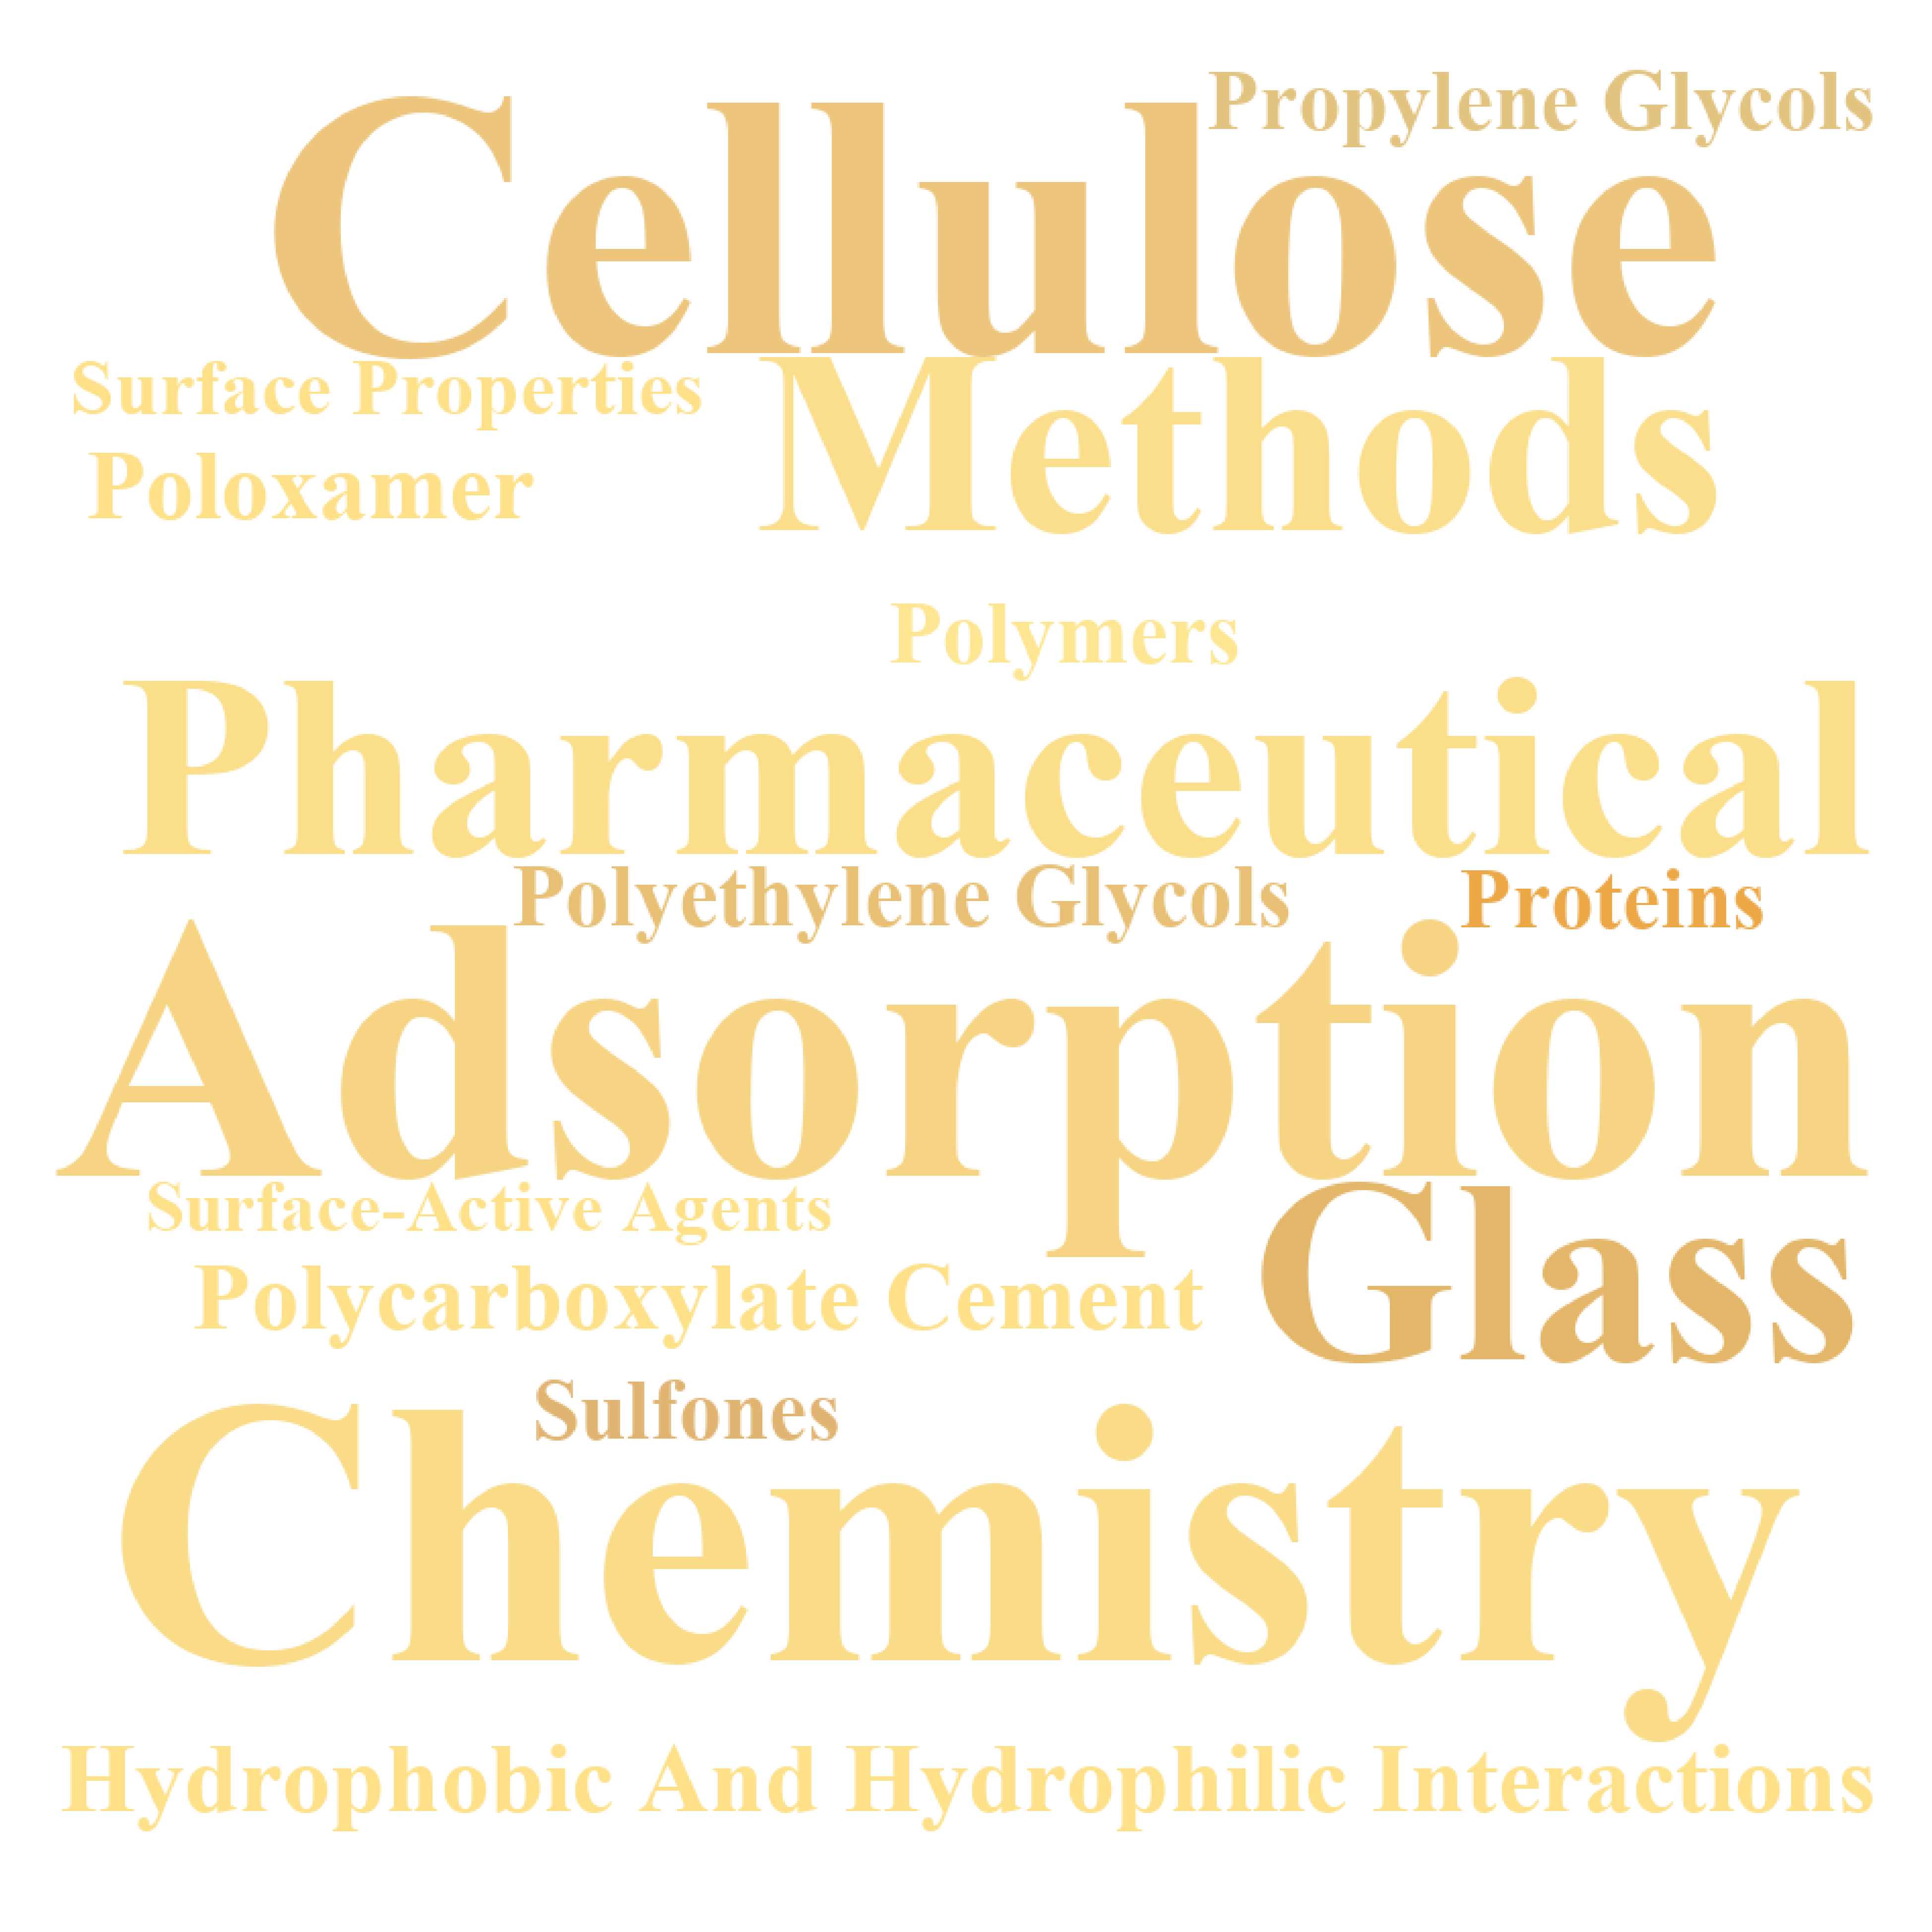 Propylene Glycols
Cellulose
Surface Properties
Methods
Poloxamer
Polymers
Pharmaceutical
Polyethylene Glycols
Proteins
Adsorption
Surface-Active Agents
Glass
Polycarboxylate Cement
Sulfones
Chemistry
Hydrophobic And Hydrophilic Interactions